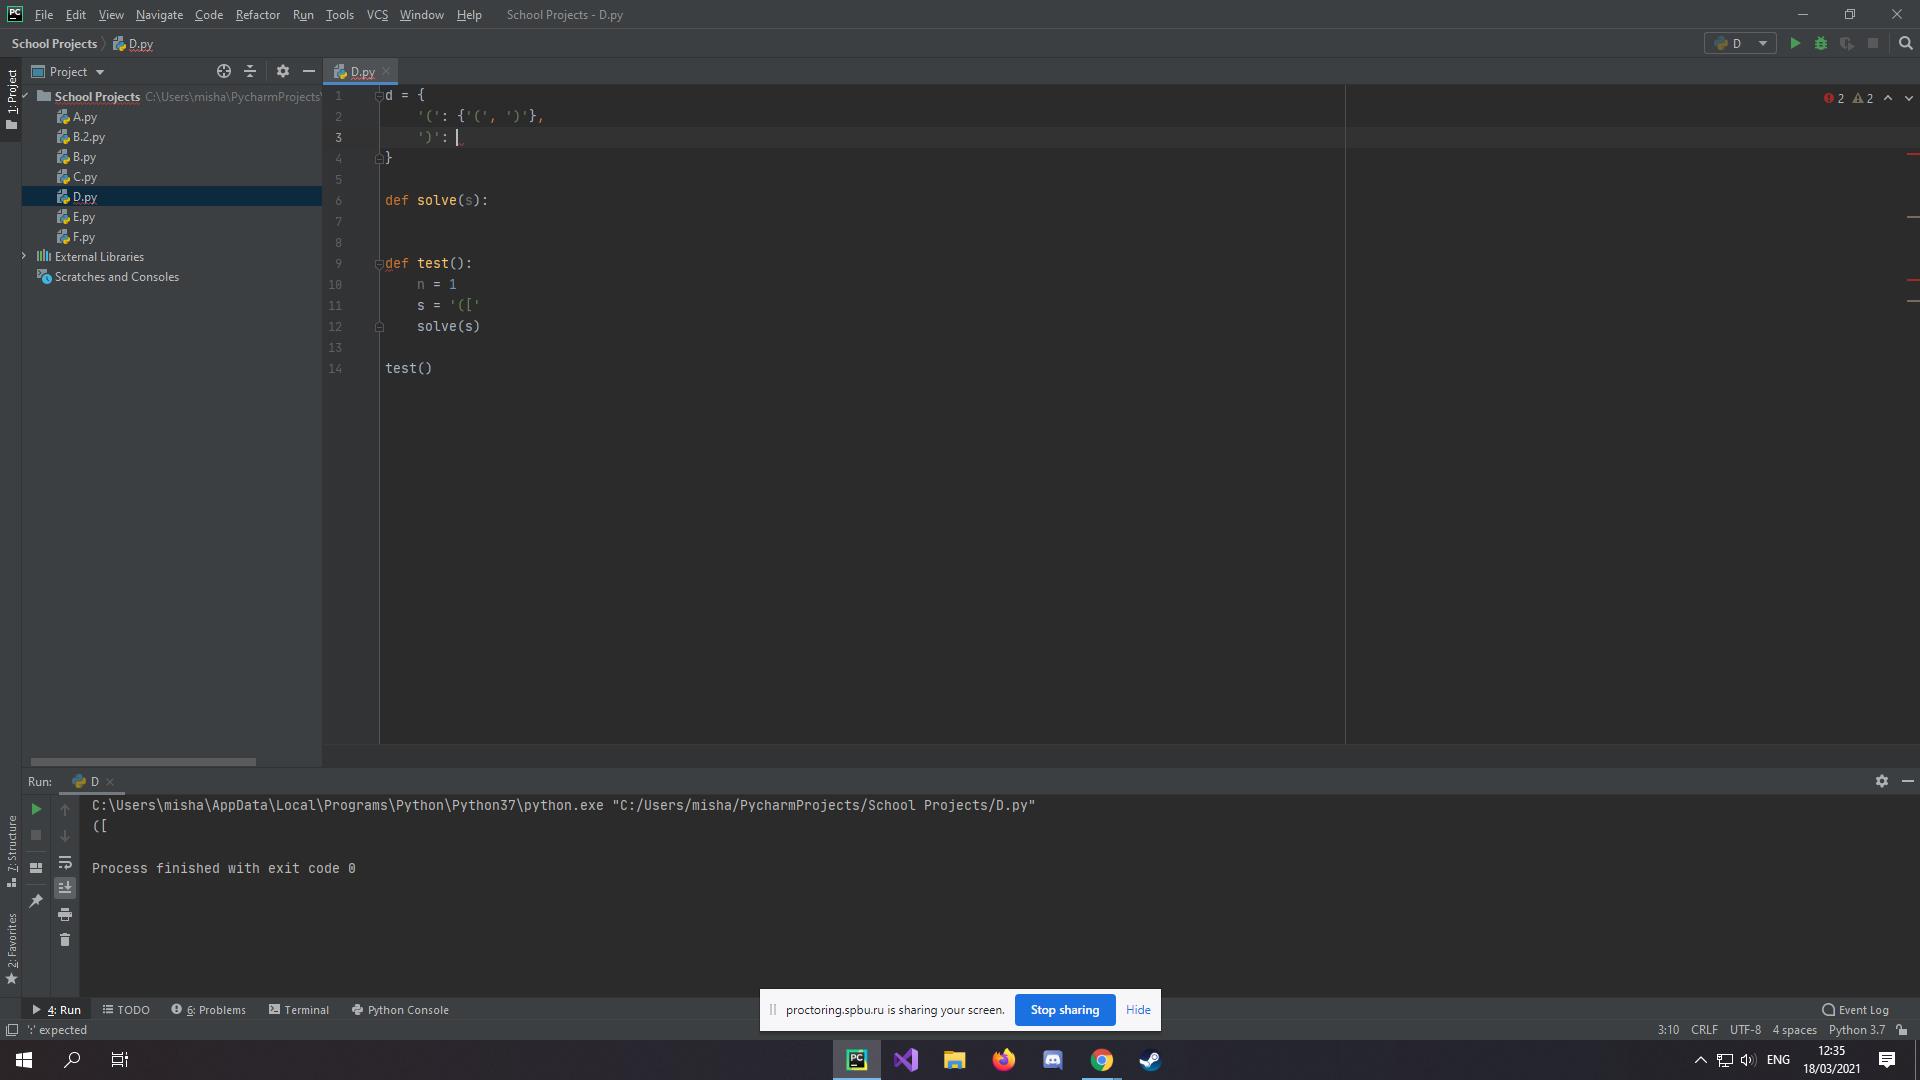 File Edit View Navigate Code Refactor Run Tools VCS Window Help School Projects - D.py
School Projects D.py D
1: Project
Project
School Projects C:\Users\misha\PycharmProjects\
A.py
B.2.py
B.py
C.py
D.py
E.py
F.py
External Libraries
Scratches and Consoles
D.py
2 2
1 d = {
2 '(': {'(', ')'},
3 ')':
4 }
5
6 def solve(s):
7
8
9 def test():
10 n = 1
11 s = '(['
12 solve(s)
13
14 test()
Run: D
C:\Users\misha\AppData\Local\Programs\Python\Python37\python.exe "C:/Users/misha/PycharmProjects/School Projects/D.py"
([
Process finished with exit code 0
7: Structure
2: Favorites
proctoring.spbu.ru is sharing your screen. Stop sharing Hide
4: Run TODO 6: Problems Terminal Python Console Event Log
':' expected 3:10 CRLF UTF-8 4 spaces Python 3.7
ENG 12:35
18/03/2021